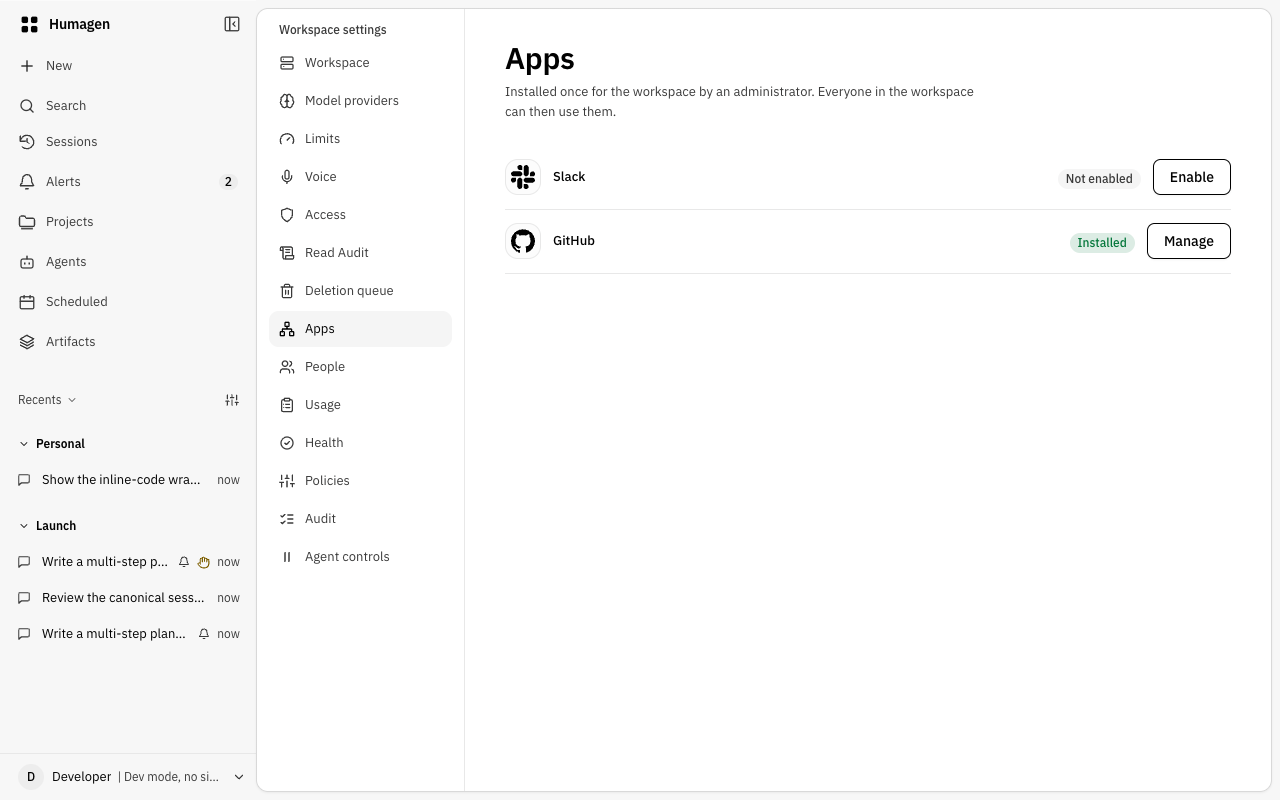 Humagen
New
Search
Sessions
Alerts 2
Projects
Agents
Scheduled
Artifacts
Recents
Personal
Show the inline-code wra... now
Launch
Write a multi-step p... now
Review the canonical sess... now
Write a multi-step plan... now
D Developer | Dev mode, no si...
Workspace settings
Workspace
Model providers
Limits
Voice
Access
Read Audit
Deletion queue
Apps
People
Usage
Health
Policies
Audit
Agent controls
Apps
Installed once for the workspace by an administrator. Everyone in the workspace
can then use them.
Slack Not enabled Enable
GitHub Installed Manage